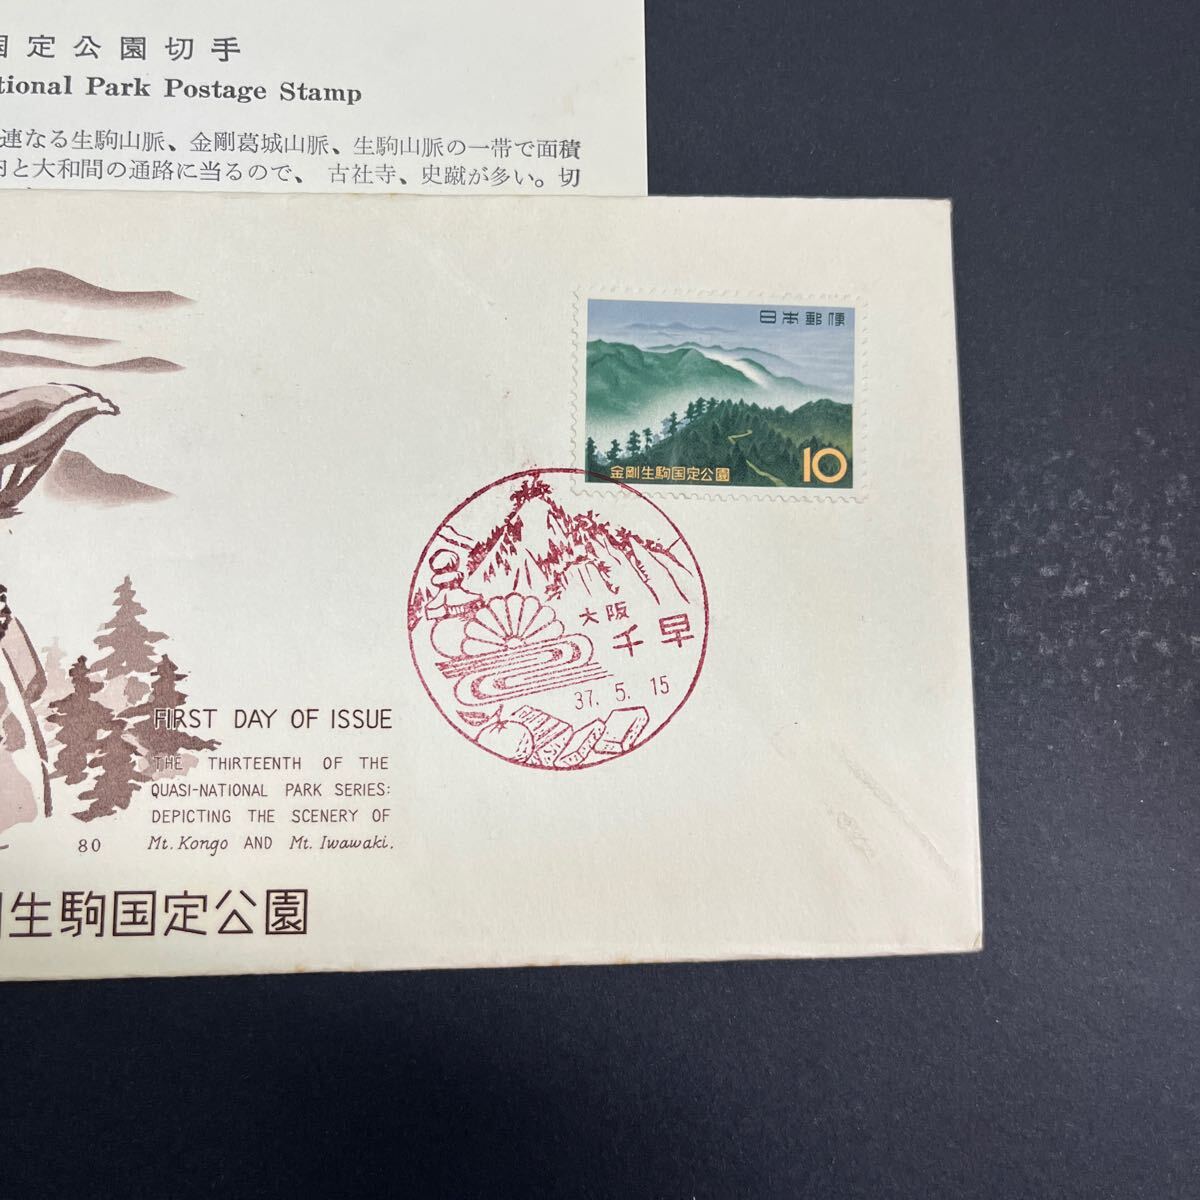 国定公園切手
tional Park Postage Stamp
連なる生駒山脈、金剛葛城山脈、生駒山脈の一帯で面積
と大和間の通路に当るので、 古社寺、史蹴が多い。切
日本郵便
金剛生駒国定公園
10
大阪
千早
37. 5. 15
FIRST DAY OF ISSUE
THE THIRTEENTH OF THE
QUASI-NATIONAL PARK SERIES:
DEPICTING THE SCENERY OF
80 Mt. Kongo AND Mt. Iwawaki.
生駒国定公園